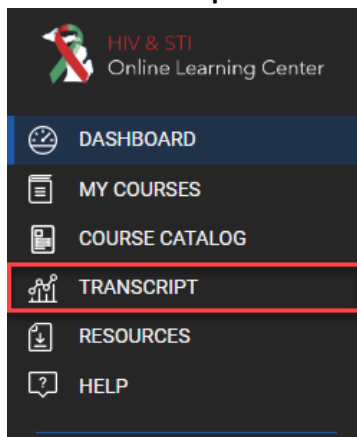 HIV & STI
Online Learning Center
DASHBOARD
MY COURSES
COURSE CATALOG
TRANSCRIPT
RESOURCES
HELP